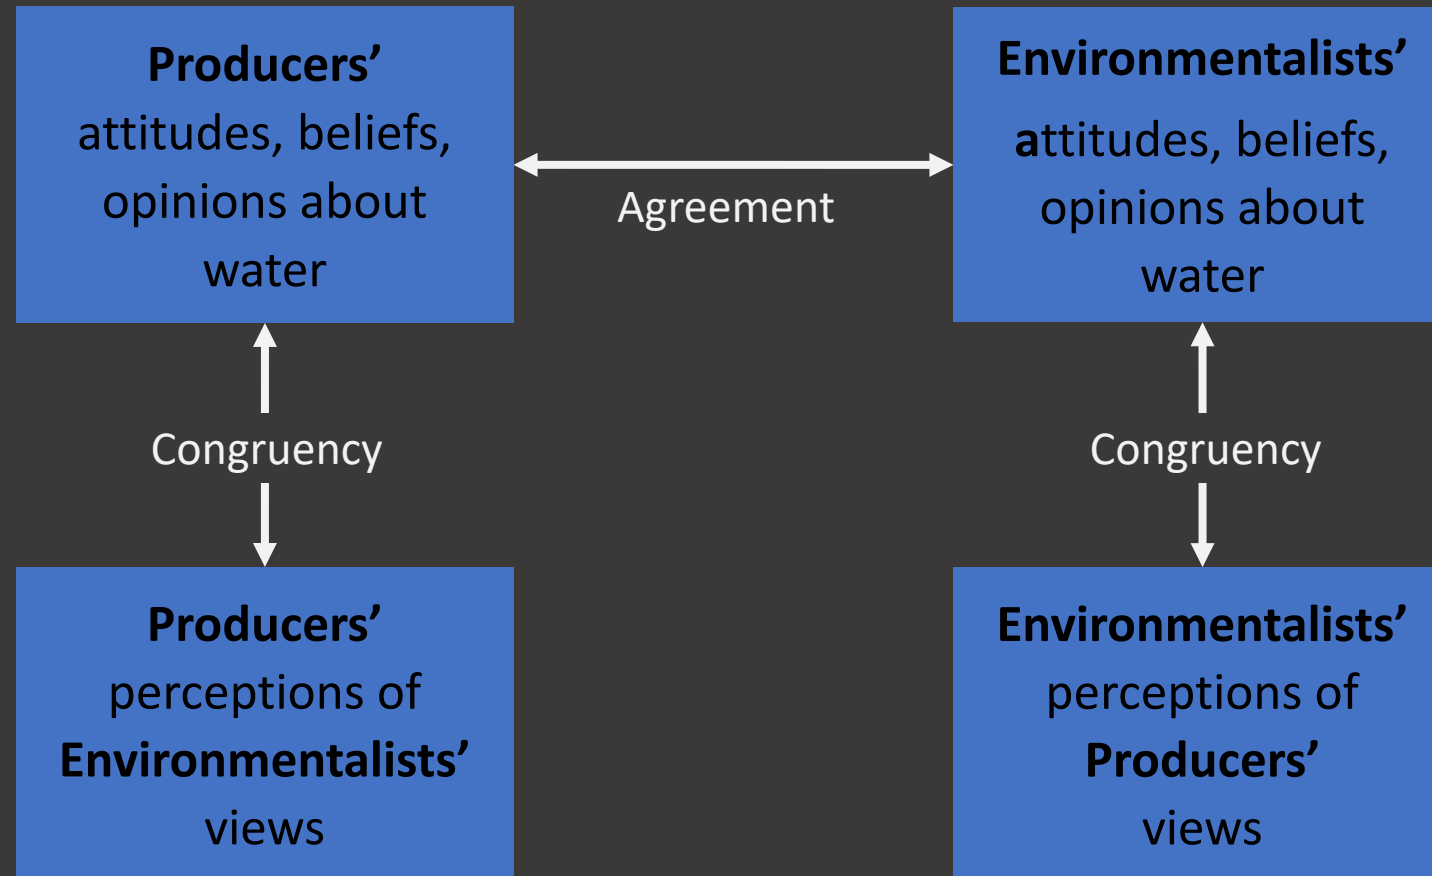 Producers’
attitudes, beliefs,
opinions about
water
Agreement
Environmentalists’
attitudes, beliefs,
opinions about
water
Congruency
Congruency
Producers’
perceptions of
Environmentalists’
views
Environmentalists’
perceptions of
Producers’
views